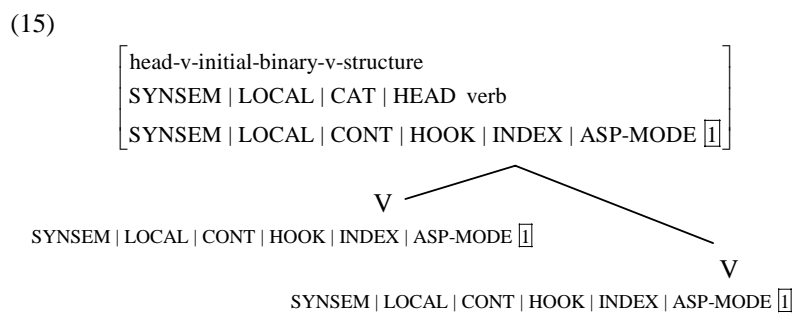 (15)
head-v-initial-binary-v-structure
SYNSEM | LOCAL | CAT | HEAD verb
SYNSEM | LOCAL | CONT | HOOK | INDEX | ASP-MODE 1
V
SYNSEM | LOCAL | CONT | HOOK | INDEX | ASP-MODE 1
V
SYNSEM | LOCAL | CONT | HOOK | INDEX | ASP-MODE 1